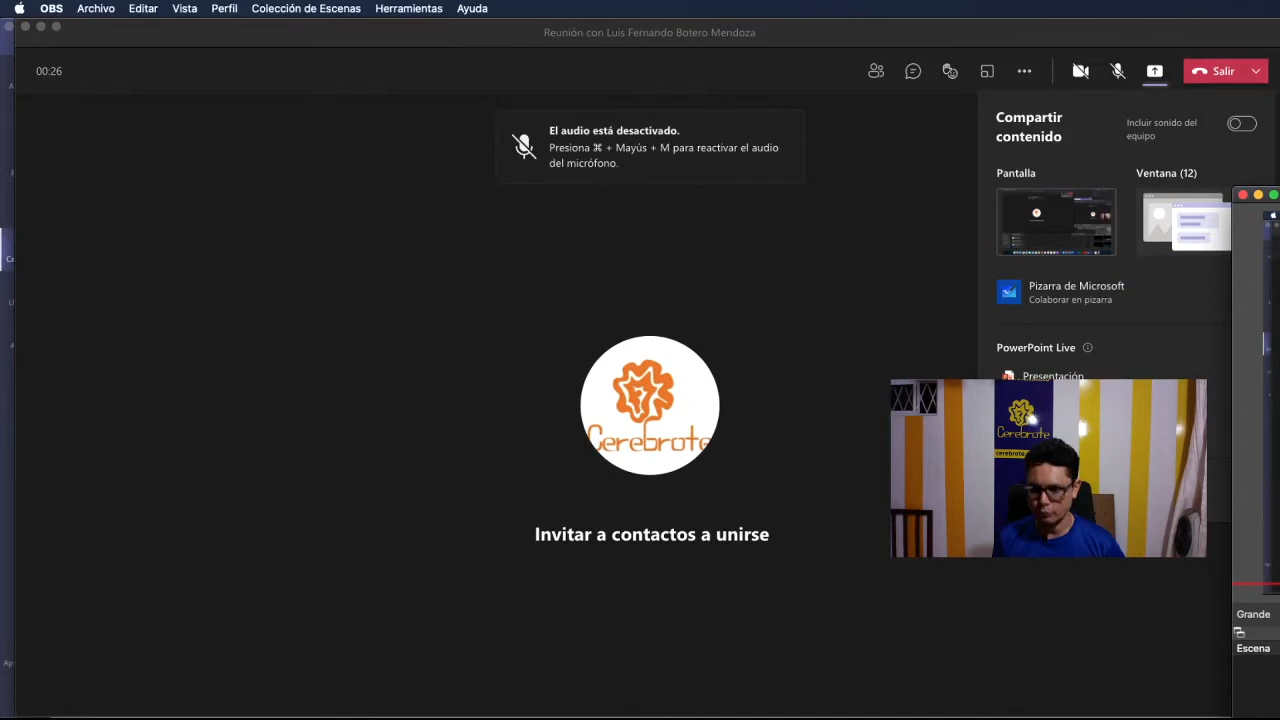 OBS Archivo Editar Vista Perfil Colección de Escenas Herramientas Ayuda
Reunión con Luis Fernando Botero Mendoza
00:26
Salir
El audio está desactivado.
Presiona ⌘ + Mayús + M para reactivar el audio
del micrófono.
Compartir
contenido
Incluir sonido del
equipo
Pantalla
Ventana (12)
Pizarra de Microsoft
Colaborar en pizarra
PowerPoint Live
Presentación
Cerebrote
Invitar a contactos a unirse
Cerebrote
Grande
Escena